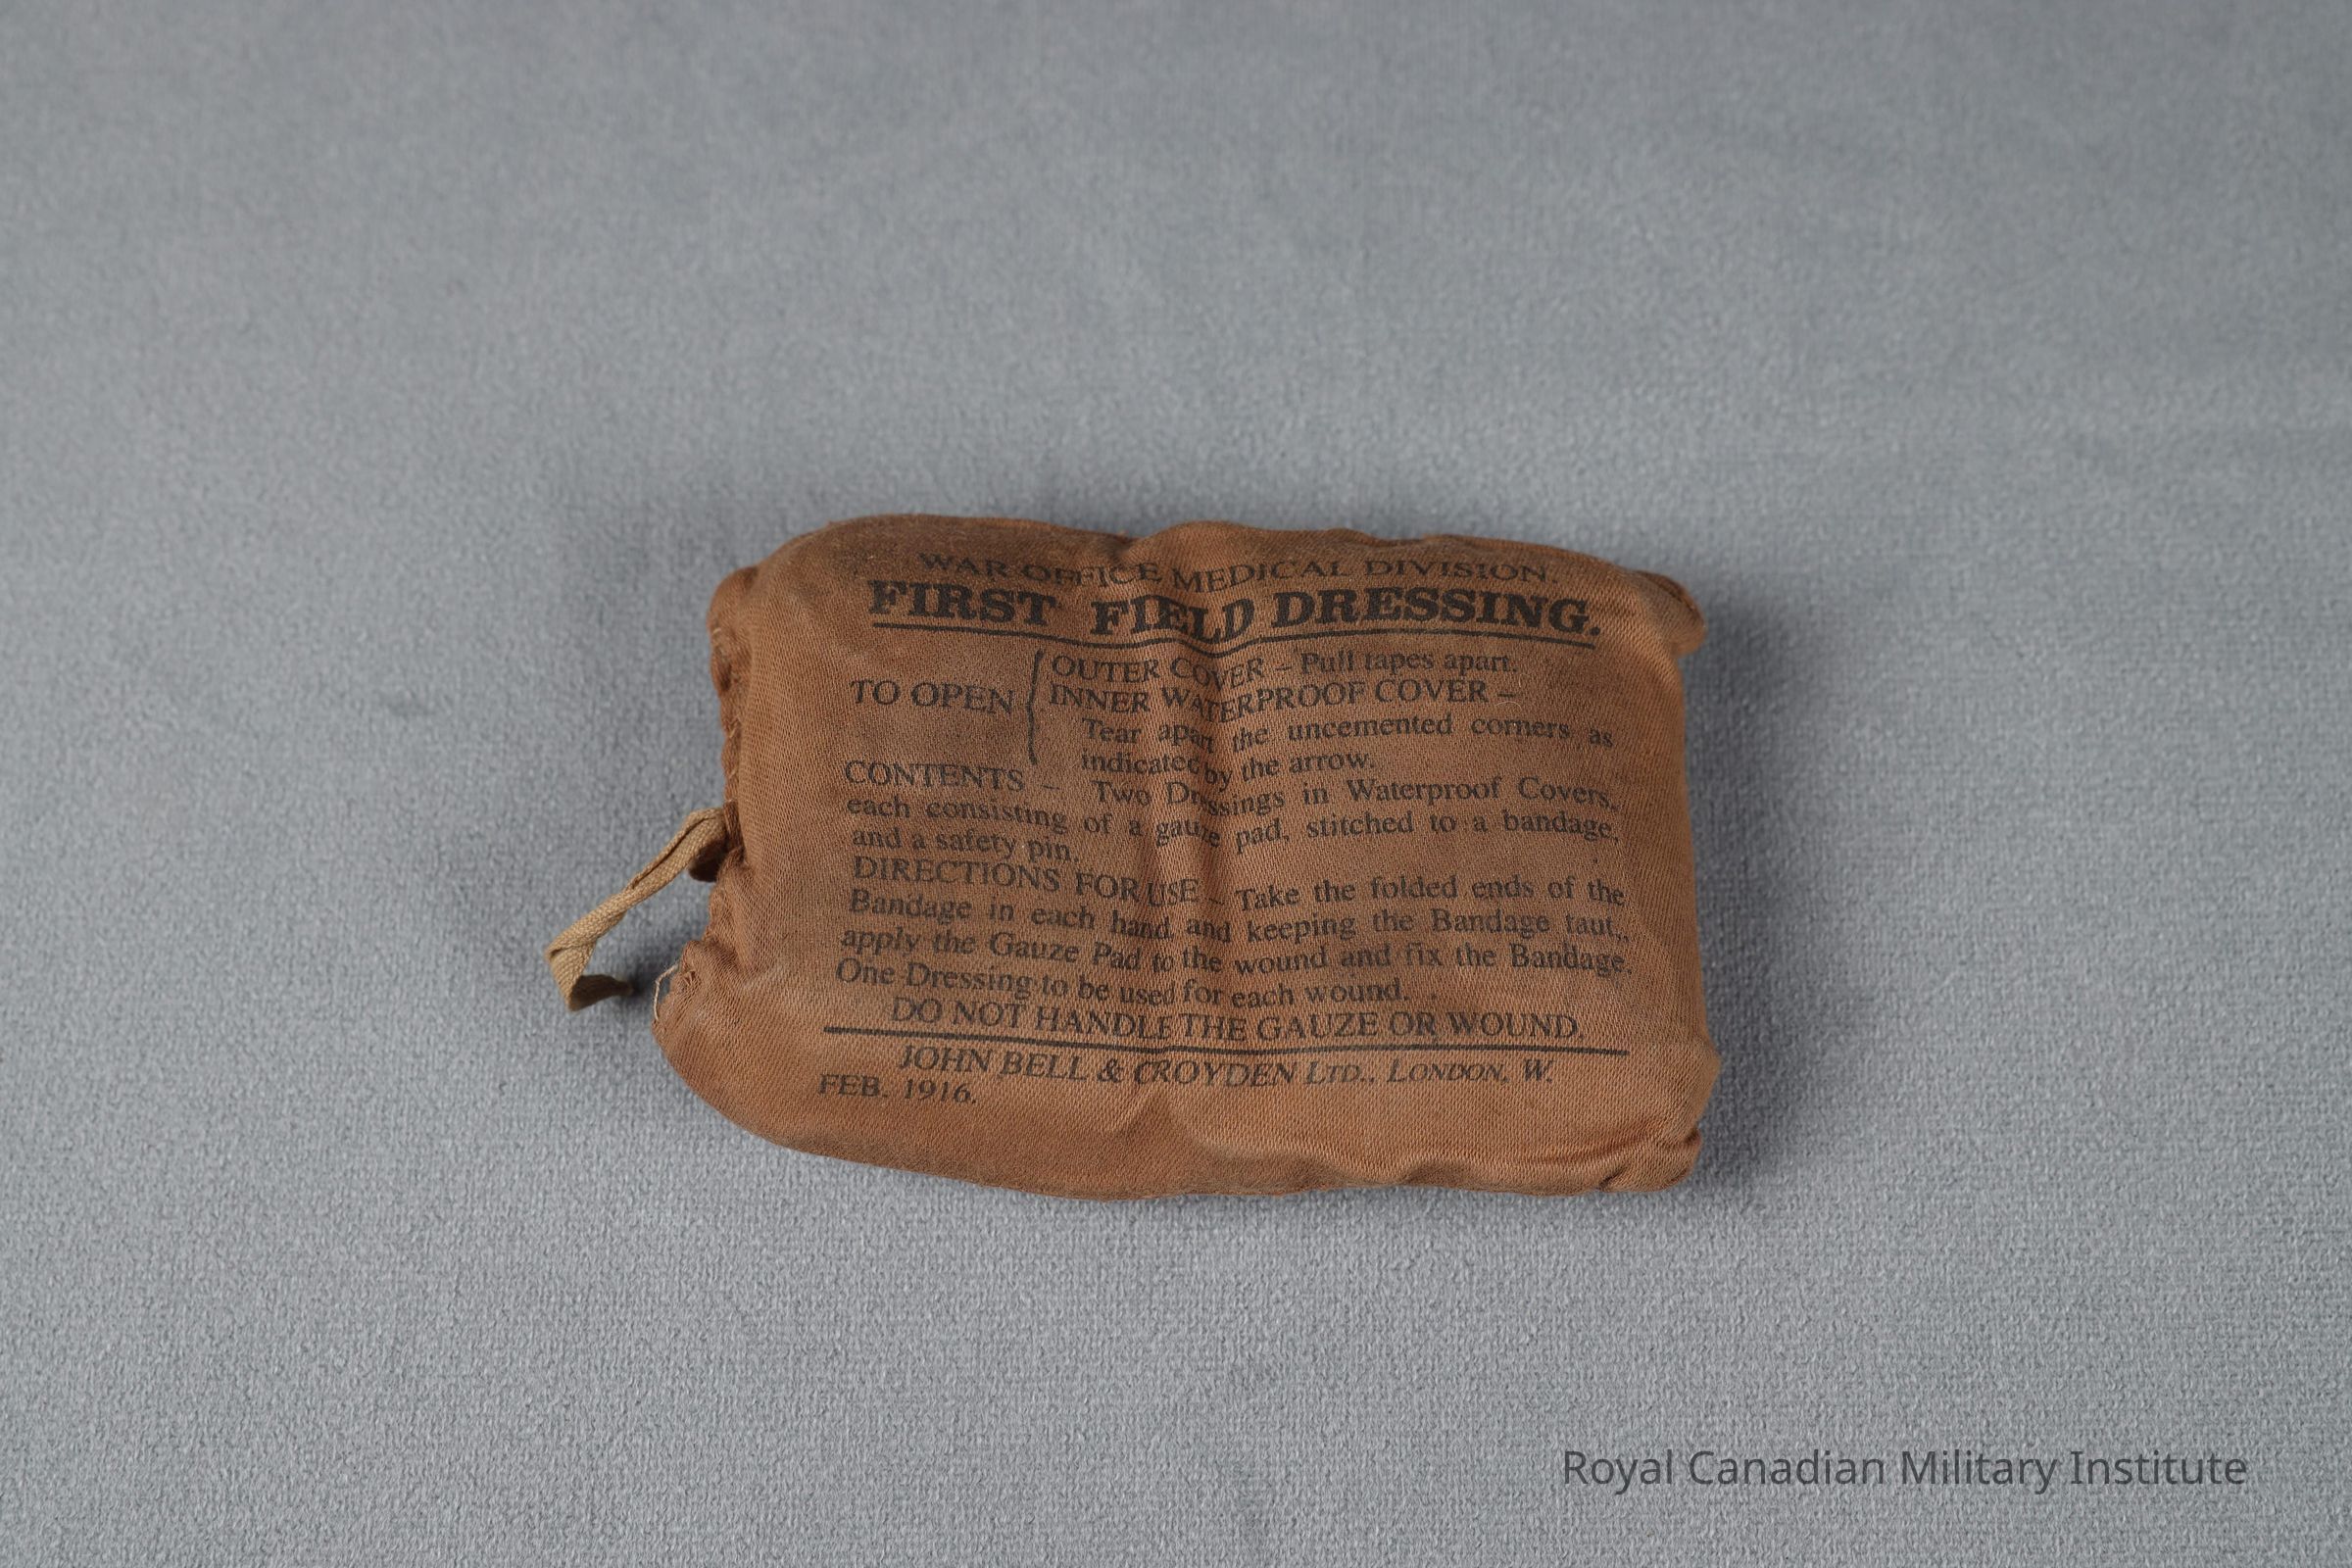 WAR OFFICE MEDICAL DIVISION.
FIRST FIELD DRESSING.
TO OPEN
OUTER COVER – Pull tapes apart.
INNER WATERPROOF COVER –
Tear apart the uncemented corners as
indicated by the arrow.
CONTENTS – Two Dressings in Waterproof Covers,
each consisting of a gauze pad, stitched to a bandage,
and a safety pin.
DIRECTIONS FOR USE – Take the folded ends of the
Bandage in each hand and keeping the Bandage taut,
apply the Gauze Pad to the wound and fix the Bandage.
One Dressing to be used for each wound.
DO NOT HANDLE THE GAUZE OR WOUND.
JOHN BELL & CROYDEN LTD., LONDON, W.
FEB. 1916.
Royal Canadian Military Institute